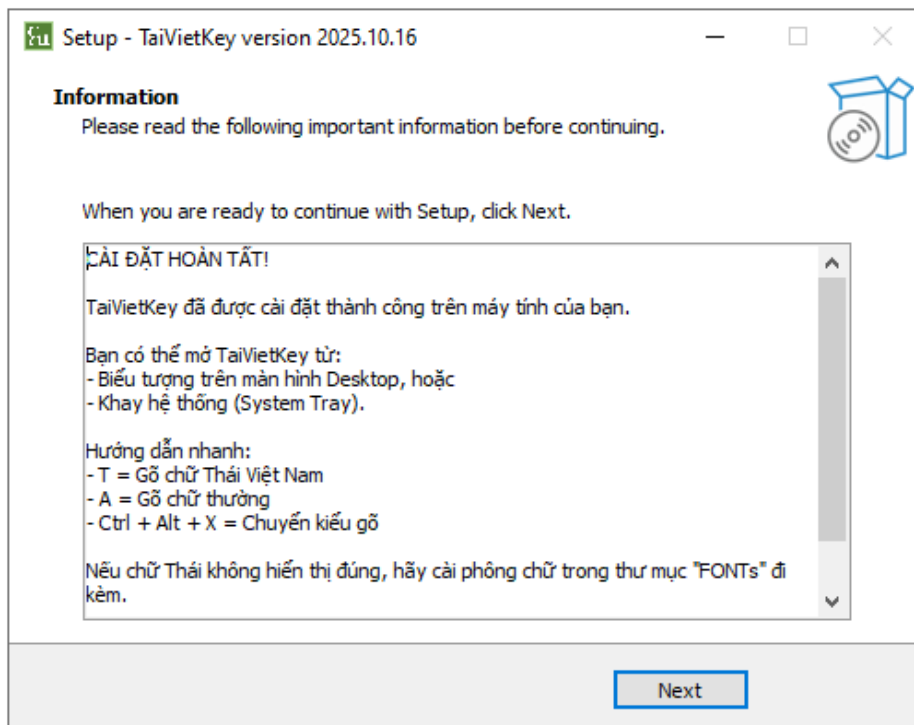 Setup - TaiVietKey version 2025.10.16
Information
Please read the following important information before continuing.
When you are ready to continue with Setup, click Next.
CÀI ĐẶT HOÀN TẤT!
TaiVietKey đã được cài đặt thành công trên máy tính của bạn.
Bạn có thể mở TaiVietKey từ:
- Biểu tượng trên màn hình Desktop, hoặc
- Khay hệ thống (System Tray).
Hướng dẫn nhanh:
- T = Gõ chữ Thái Việt Nam
- A = Gõ chữ thường
- Ctrl + Alt + X = Chuyển kiểu gõ
Nếu chữ Thái không hiển thị đúng, hãy cài phông chữ trong thư mục "FONTs" đi
kèm.
Next